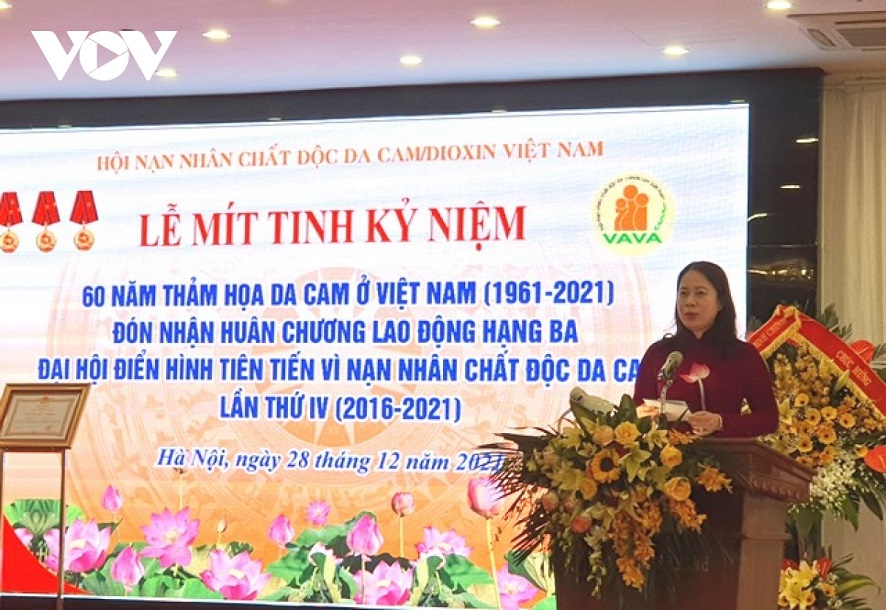 VOV
HỘI NẠN NHÂN CHẤT ĐỘC DA CAM/DIOXIN VIỆT NAM
LỄ MÍT TINH KỶ NIỆM
VAVA
60 NĂM THẢM HỌA DA CAM Ở VIỆT NAM (1961-2021)
ĐÓN NHẬN HUÂN CHƯƠNG LAO ĐỘNG HẠNG BA
ĐẠI HỘI ĐIỂN HÌNH TIÊN TIẾN VÌ NẠN NHÂN CHẤT ĐỘC DA CA
LẦN THỨ IV (2016-2021)
Hà Nội, ngày 28 tháng 12 năm 2021
CHÚC MỪNG